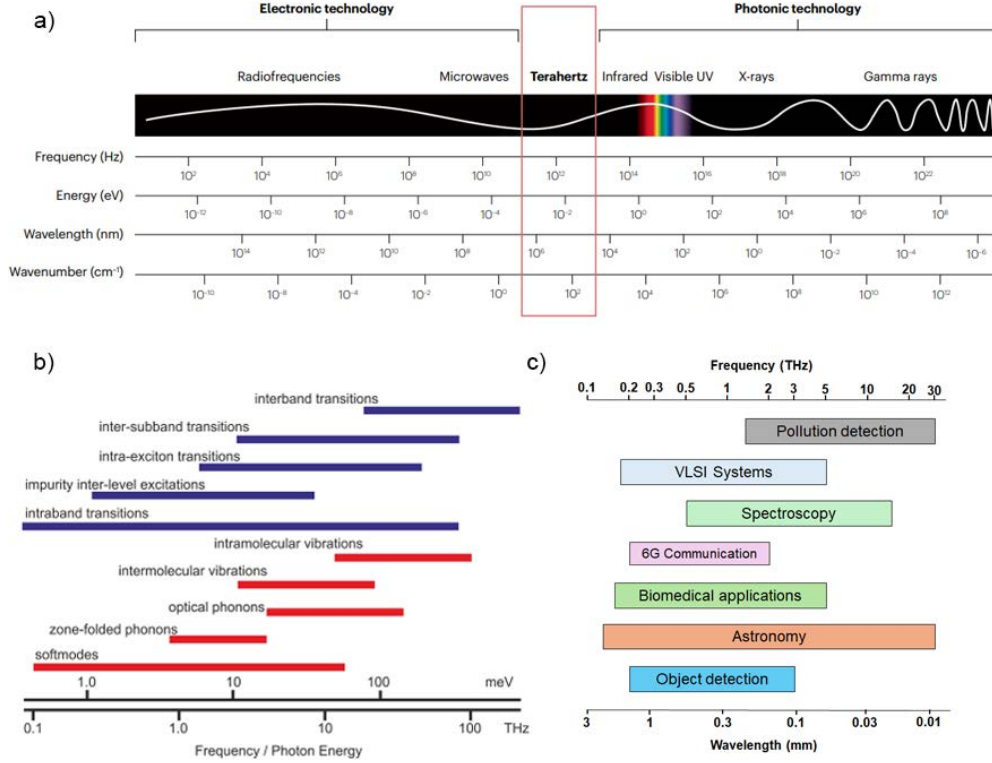 a)
Electronic technology
Photonic technology
Radiofrequencies Microwaves Terahertz Infrared Visible UV X-rays Gamma rays
Frequency (Hz) 10² 10⁴ 10⁶ 10⁸ 10¹⁰ 10¹² 10¹⁴ 10¹⁶ 10¹⁸ 10²⁰ 10²²
Energy (eV) 10⁻¹² 10⁻¹⁰ 10⁻⁸ 10⁻⁶ 10⁻⁴ 10⁻² 10⁰ 10² 10⁴ 10⁶ 10⁸
Wavelength (nm) 10¹⁴ 10¹² 10¹⁰ 10⁸ 10⁶ 10⁴ 10² 10⁰ 10⁻² 10⁻⁴ 10⁻⁶
Wavenumber (cm⁻¹) 10⁻¹⁰ 10⁻⁸ 10⁻⁴ 10⁻² 10⁰ 10² 10⁴ 10⁶ 10⁸ 10¹⁰ 10¹²
b)
interband transitions
inter-subband transitions
intra-exciton transitions
impurity inter-level excitations
intraband transitions
intramolecular vibrations
intermolecular vibrations
optical phonons
zone-folded phonons
softmodes
1.0 10 100 meV
0.1 1.0 10 100 THz
Frequency / Photon Energy
c)
Frequency (THz)
0.1 0.2 0.3 0.5 1 2 3 5 10 20 30
Pollution detection
VLSI Systems
Spectroscopy
6G Communication
Biomedical applications
Astronomy
Object detection
3 1 0.3 0.1 0.03 0.01
Wavelength (mm)